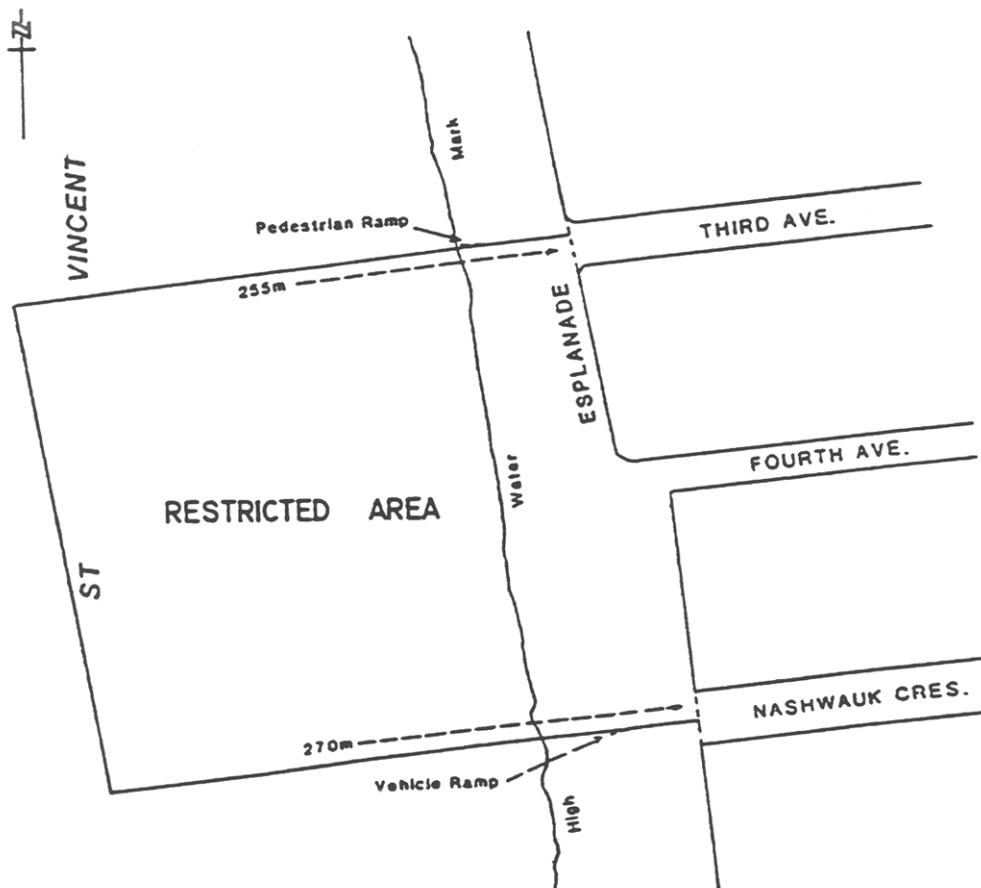 N
VINCENT
Mark
Pedestrian Ramp
THIRD AVE.
255m
ESPLANADE
FOURTH AVE.
Water
RESTRICTED AREA
ST
NASHWAUK CRES.
270m
Vehicle Ramp
High